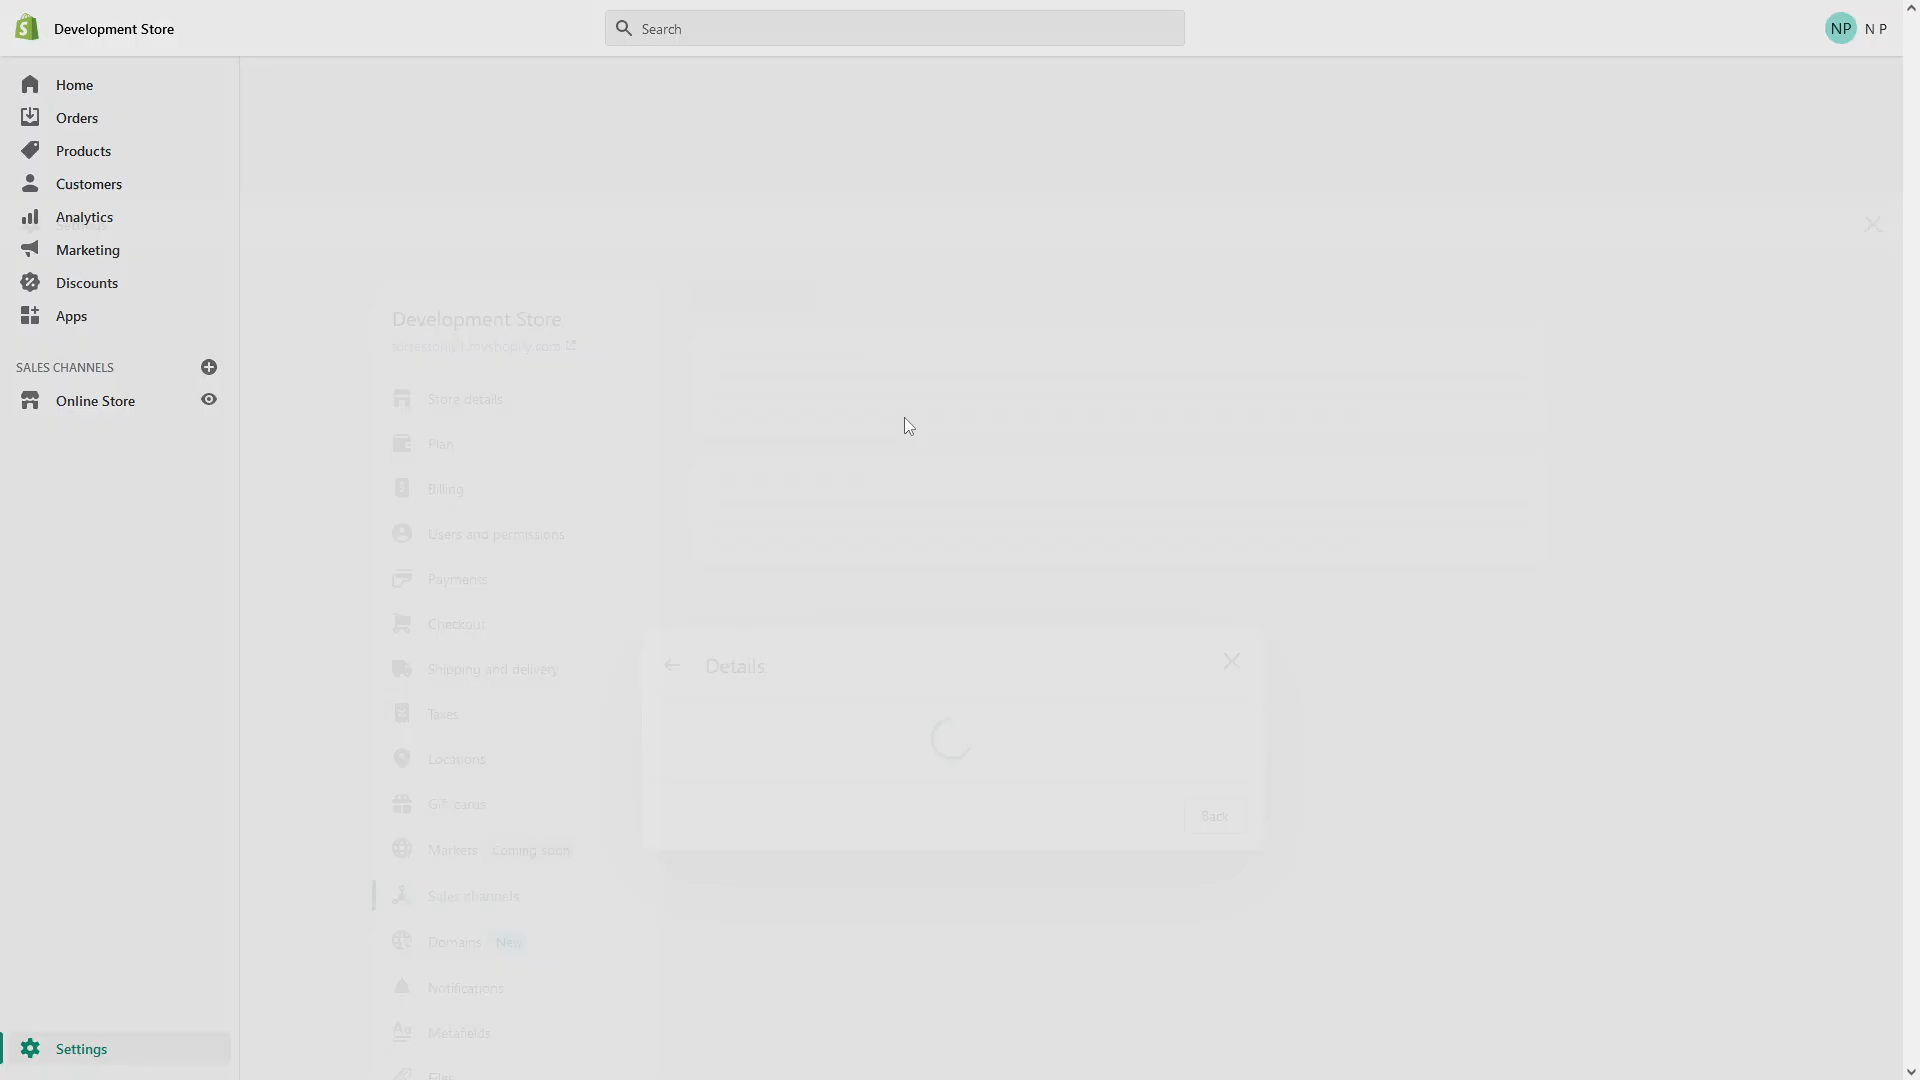 Development Store
Search
NP
N P
Home
Orders
Products
Customers
Analytics
Settings
Marketing
Discounts
Apps
SALES CHANNELS
Online Store
Settings
Development Store
Store details
Plan
Billing
Users and permissions
Payments
Checkout
Shipping and delivery
Taxes
Locations
Gift cards
Markets Coming soon
Sales channels
Domains New
Notifications
Metafields
Files
Details
Back